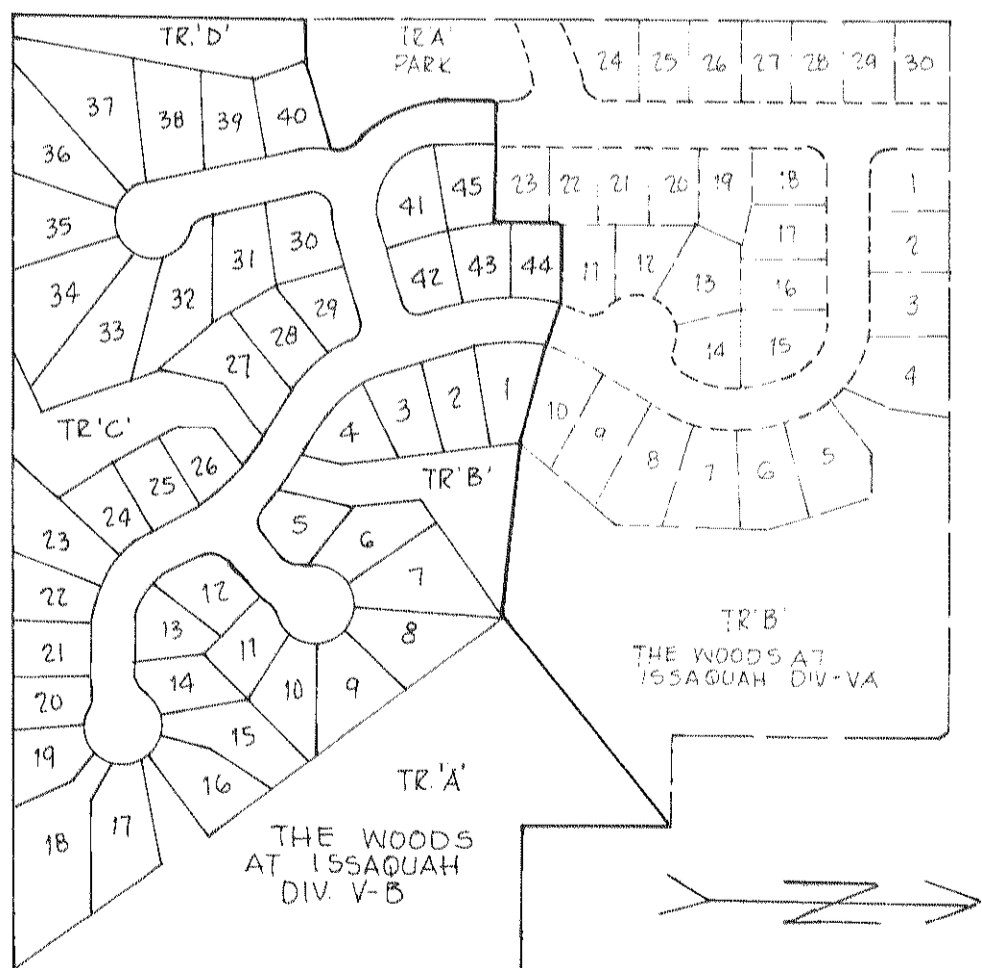 TR.'D'
TR.'A'
PARK
24 25 26 27 28 29 30
37 38 39 40
36
41 45
23 22 21 20 19 18
1
35
31 30
17
2
34
42 43 44
11 12 13 16
3
33 32
29
28
27
14 15
4
TR'C'
4 3 2 1
10 9 8 7 6 5
TR'B'
26
25
24
23
5 6
7
22
12
13
8
TR'B'
THE WOODS AT
ISSAQUAH DIV-VA
21
11
14
10 9
20
15
19
16
TR.'A'
18 17
THE WOODS
AT ISSAQUAH
DIV. V-B
N